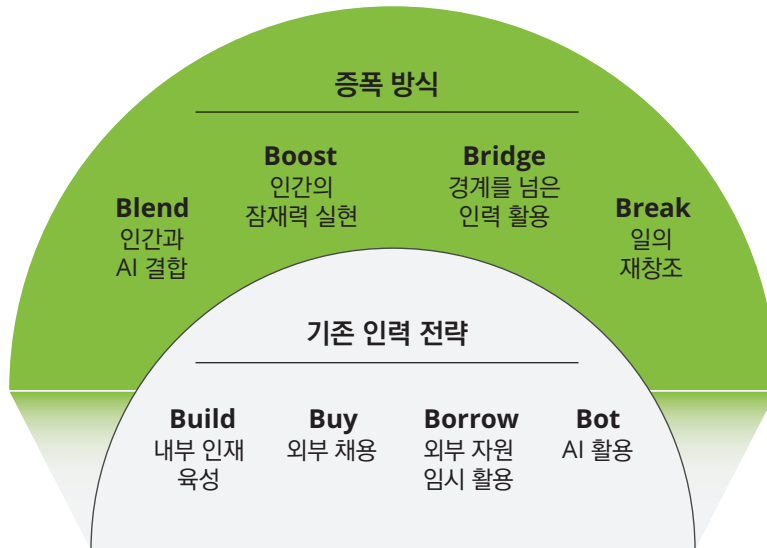 증폭 방식
Blend
인간과
AI 결합
Boost
인간의
잠재력 실현
Bridge
경계를 넘은
인력 활용
Break
일의
재창조
기존 인력 전략
Build
내부 인재
육성
Buy
외부 채용
Borrow
외부 자원
임시 활용
Bot
AI 활용